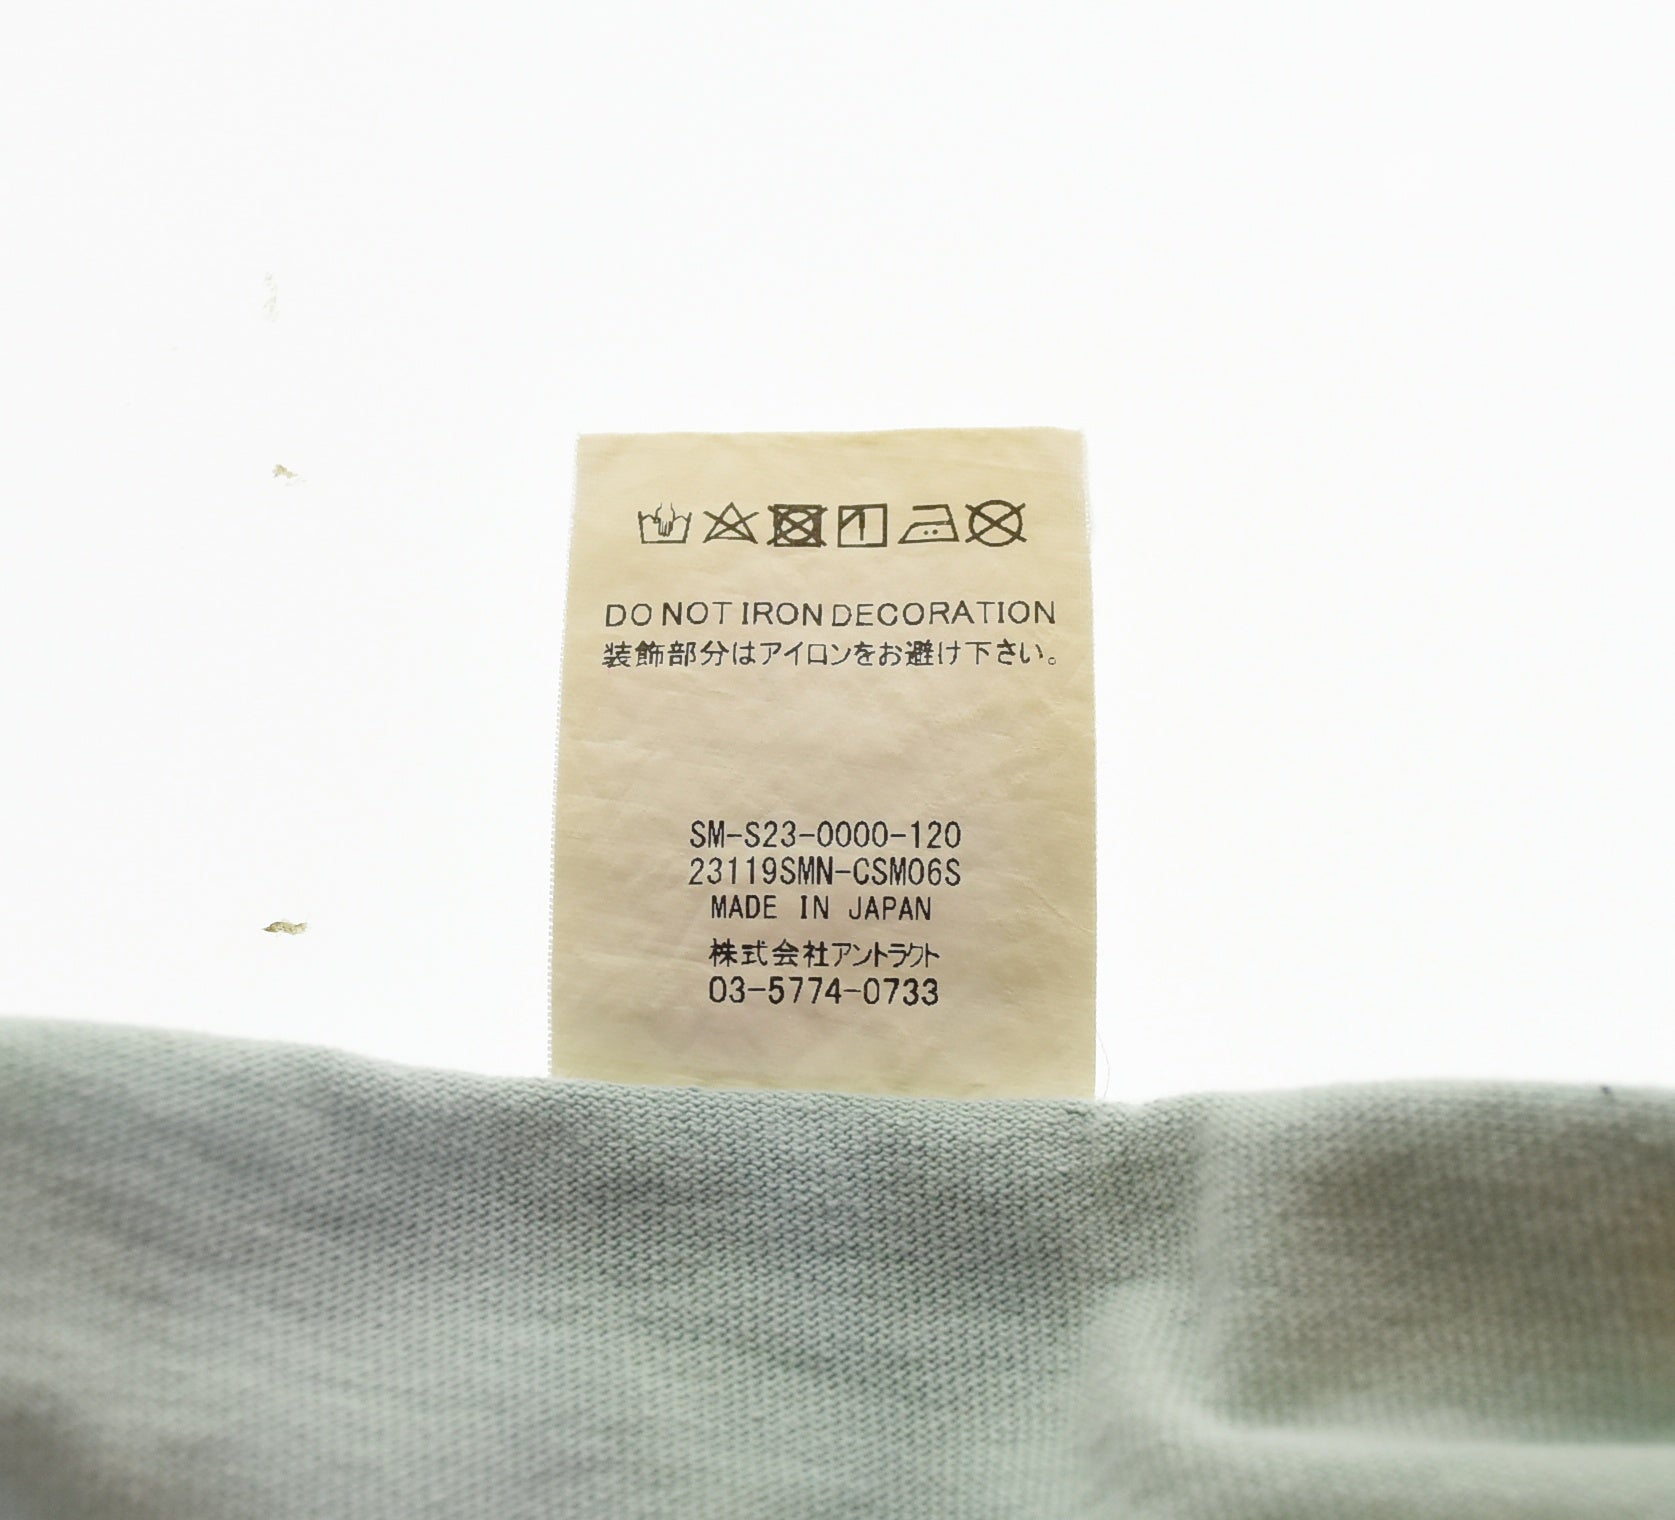 DO NOT IRON DECORATION
装飾部分はアイロンをお避け下さい。
SM-S23-0000-120
23119SMN-CSM06S
MADE IN JAPAN
株式会社アントラクト
03-5774-0733